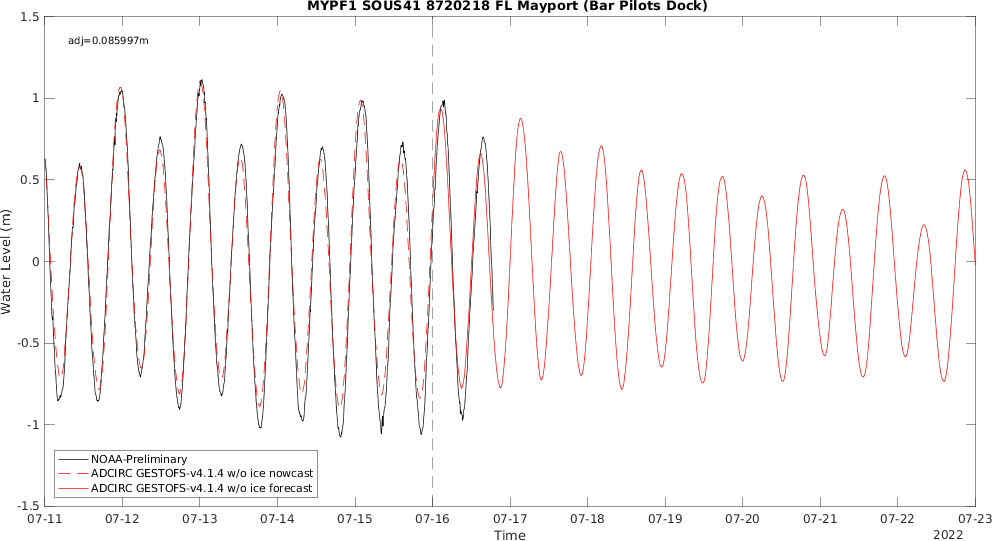 MYPF1 SOUS41 8720218 FL Mayport (Bar Pilots Dock)
adj=0.085997m
1.5
1
0.5
0
-0.5
-1
-1.5
Water Level (m)
NOAA-Preliminary
ADCIRC GESTOFS-v4.1.4 w/o ice nowcast
ADCIRC GESTOFS-v4.1.4 w/o ice forecast
07-11 07-12 07-13 07-14 07-15 07-16 07-17 07-18 07-19 07-20 07-21 07-22 07-23
Time
2022